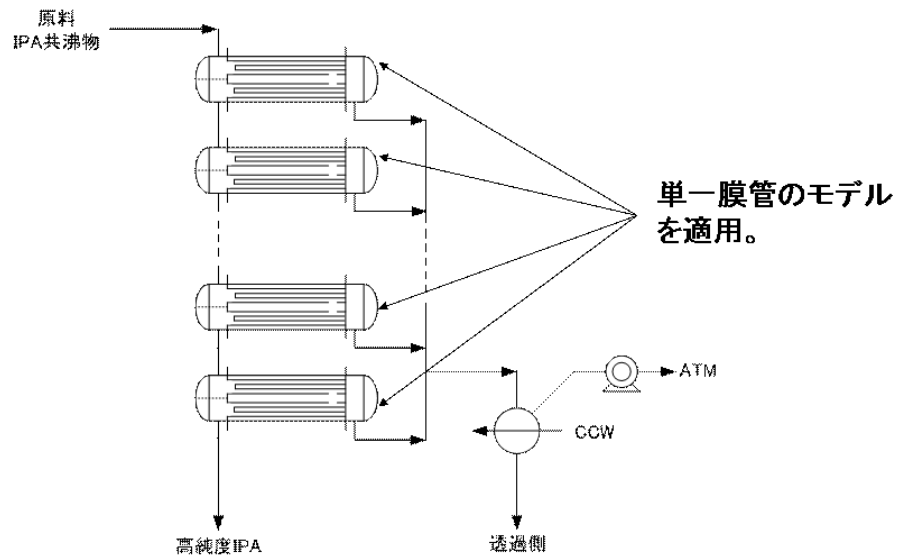 原料
IPA共沸物
単一膜管のモデル
を適用。
ATM
CCW
高純度IPA
透過側